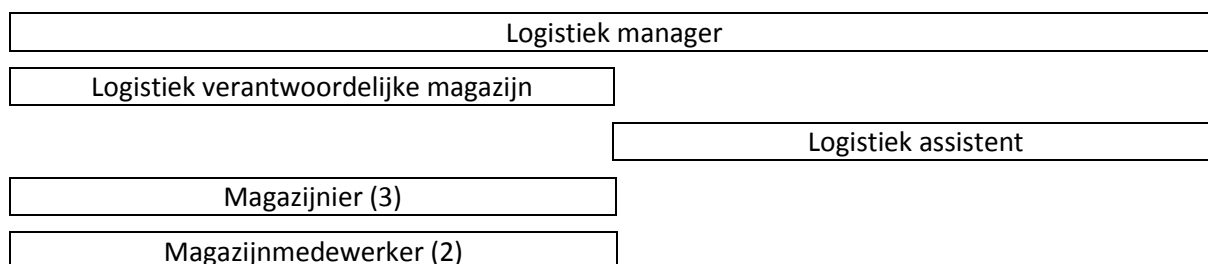 Logistiek manager
Logistiek verantwoordelijke magazijn
Logistiek assistent
Magazijnier (3)
Magazijnmedewerker (2)